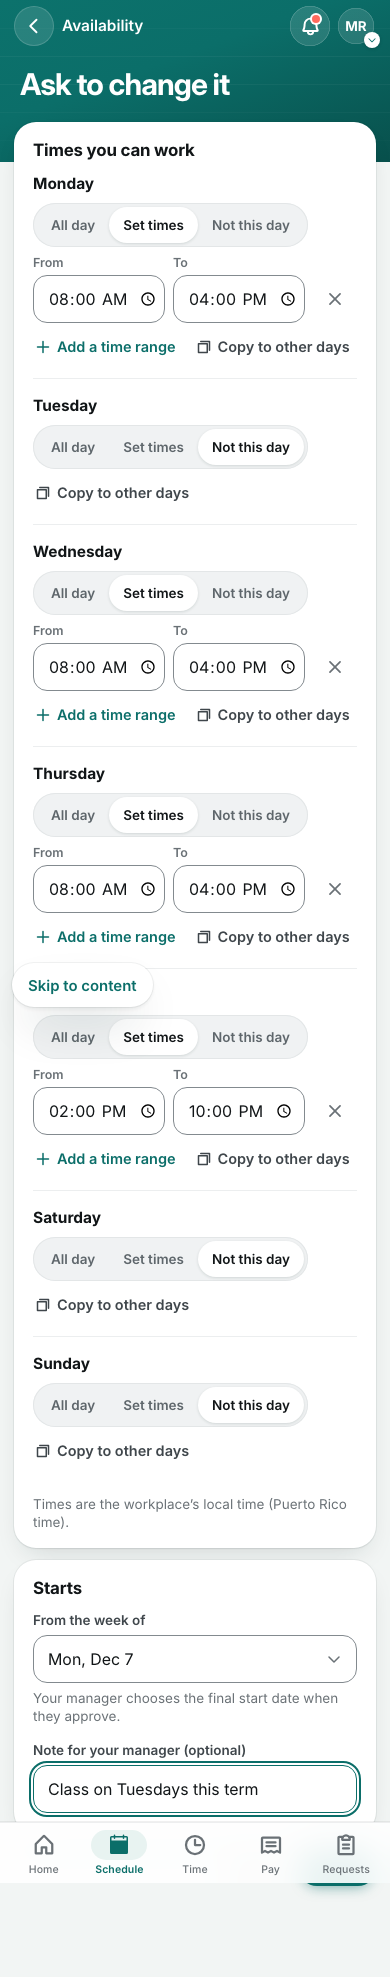 Availability
MR
Ask to change it
Times you can work
Monday
All day Set times Not this day
From To
08:00 AM 04:00 PM
Add a time range Copy to other days
Tuesday
All day Set times Not this day
Copy to other days
Wednesday
All day Set times Not this day
From To
08:00 AM 04:00 PM
Add a time range Copy to other days
Thursday
All day Set times Not this day
From To
08:00 AM 04:00 PM
Add a time range Copy to other days
Skip to content
All day Set times Not this day
From To
02:00 PM 10:00 PM
Add a time range Copy to other days
Saturday
All day Set times Not this day
Copy to other days
Sunday
All day Set times Not this day
Copy to other days
Times are the workplace's local time (Puerto Rico
time).
Starts
From the week of
Mon, Dec 7
Your manager chooses the final start date when
they approve.
Note for your manager (optional)
Class on Tuesdays this term
Home Schedule Time Pay Requests